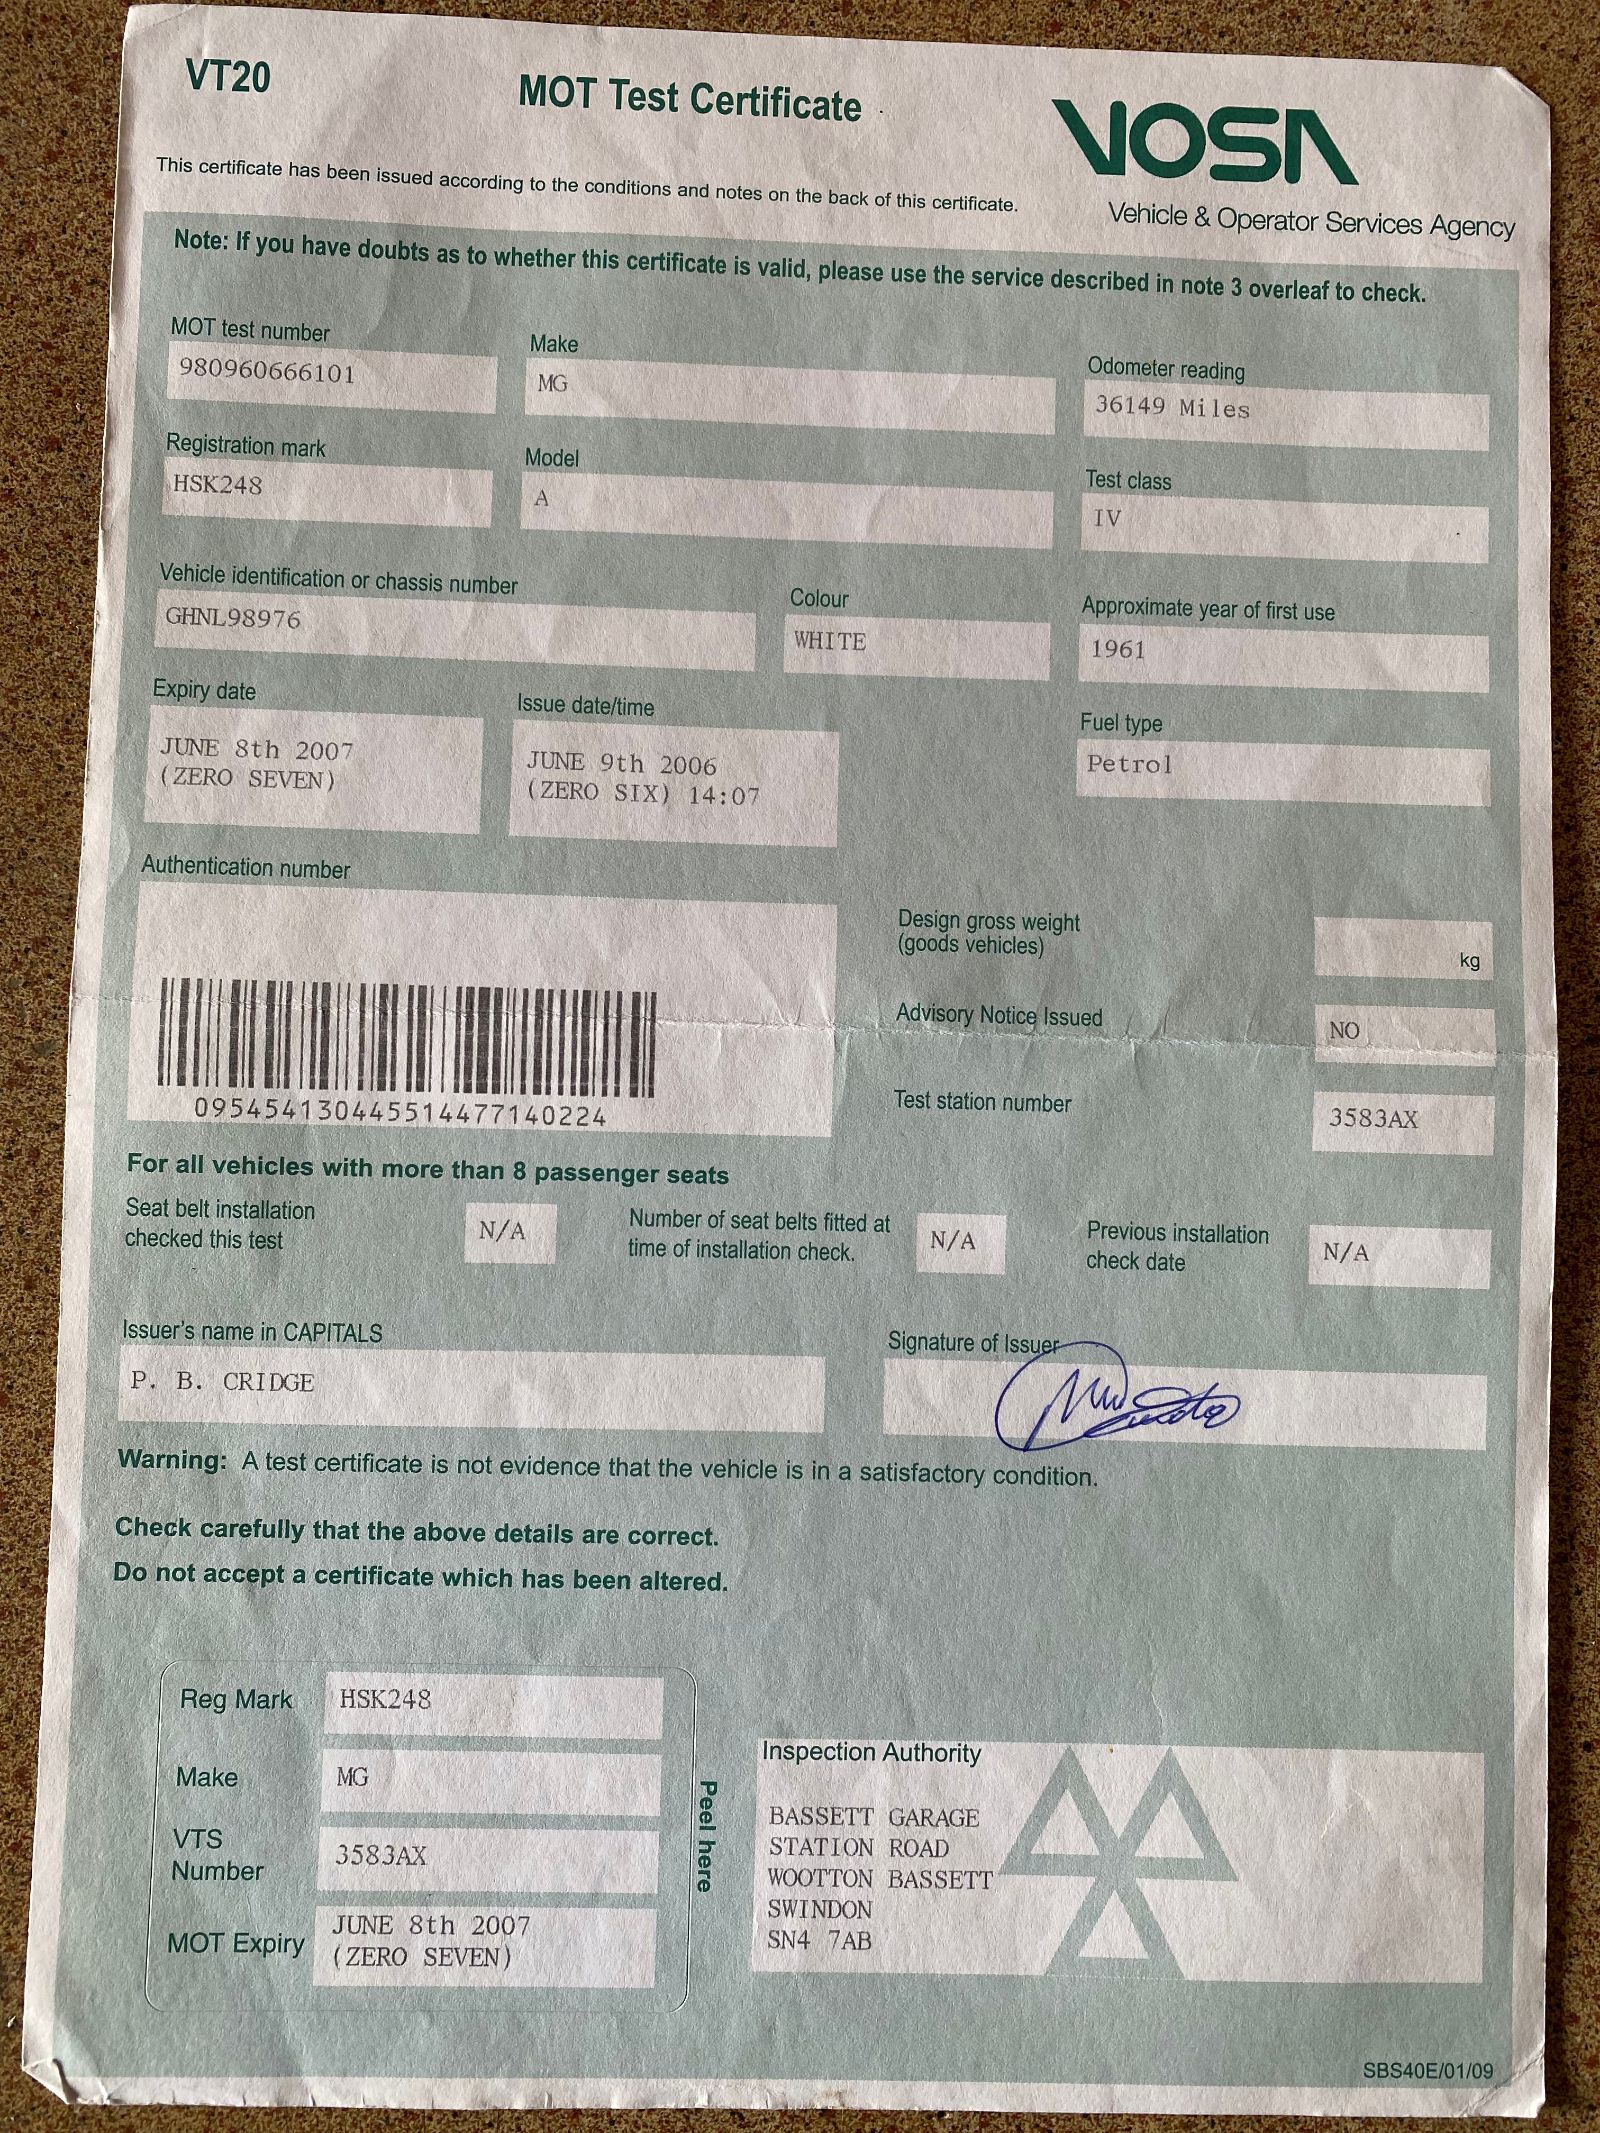 VT20
MOT Test Certificate
VOSA
Vehicle & Operator Services Agency
This certificate has been issued according to the conditions and notes on the back of this certificate.
Note: If you have doubts as to whether this certificate is valid, please use the service described in note 3 overleaf to check.
MOT test number
980960666101
Make
MG
Odometer reading
36149 Miles
Registration mark
HSK248
Model
A
Test class
IV
Vehicle identification or chassis number
GHNL98976
Colour
WHITE
Approximate year of first use
1961
Expiry date
JUNE 8th 2007
(ZERO SEVEN)
Issue date/time
JUNE 9th 2006
(ZERO SIX) 14:07
Fuel type
Petrol
Authentication number
0954541304455144771402​24
Design gross weight
(goods vehicles)
kg
Advisory Notice Issued
NO
Test station number
3583AX
For all vehicles with more than 8 passenger seats
Seat belt installation
checked this test
N/A
Number of seat belts fitted at
time of installation check.
N/A
Previous installation
check date
N/A
Issuer's name in CAPITALS
P. B. CRIDGE
Signature of Issuer
Warning: A test certificate is not evidence that the vehicle is in a satisfactory condition.
Check carefully that the above details are correct.
Do not accept a certificate which has been altered.
Reg Mark
HSK248
Make
MG
VTS
Number
3583AX
MOT Expiry
JUNE 8th 2007
(ZERO SEVEN)
Peel here
Inspection Authority
BASSETT GARAGE
STATION ROAD
WOOTTON BASSETT
SWINDON
SN4 7AB
SBS40E/01/09